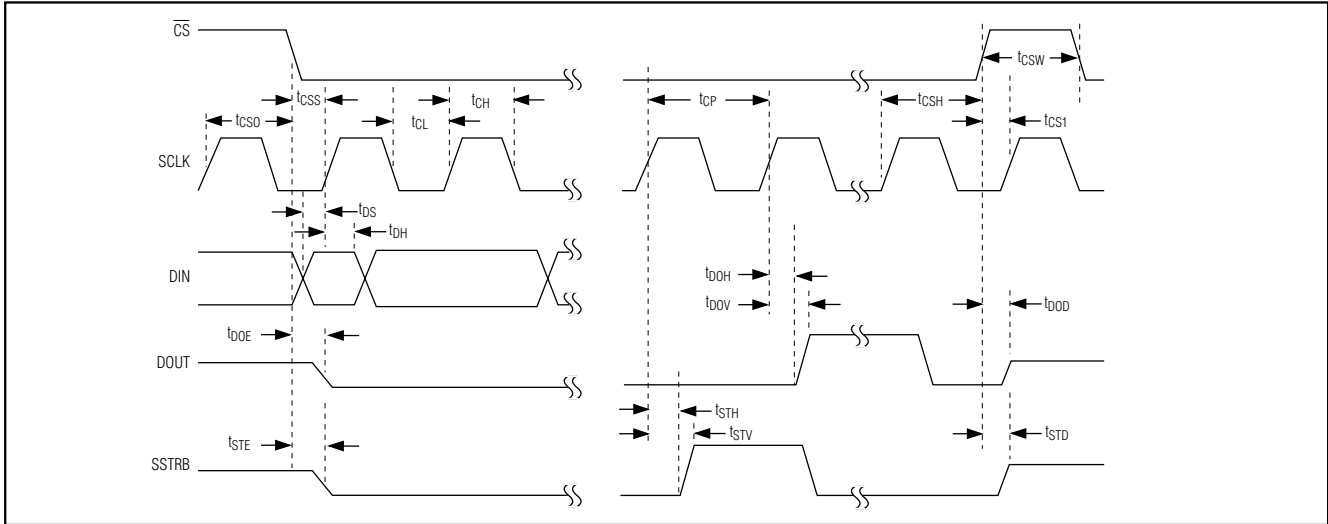 CS
tCSW
tCSS
tCH
tCP
tCSH
tCSO
tCL
tCS1
SCLK
tDS
tDH
DIN
tDOH
tDOV
tDOD
tDOE
DOUT
tSTH
tSTV
tSTE
tSTD
SSTRB